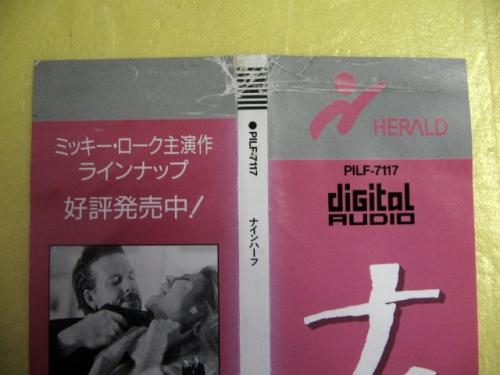 ミッキー・ローク主演作
ラインナップ
好評発売中!
●PILF-7117
ナインハーフ
HERALD
PILF-7117
digital
AUDIO
ナ